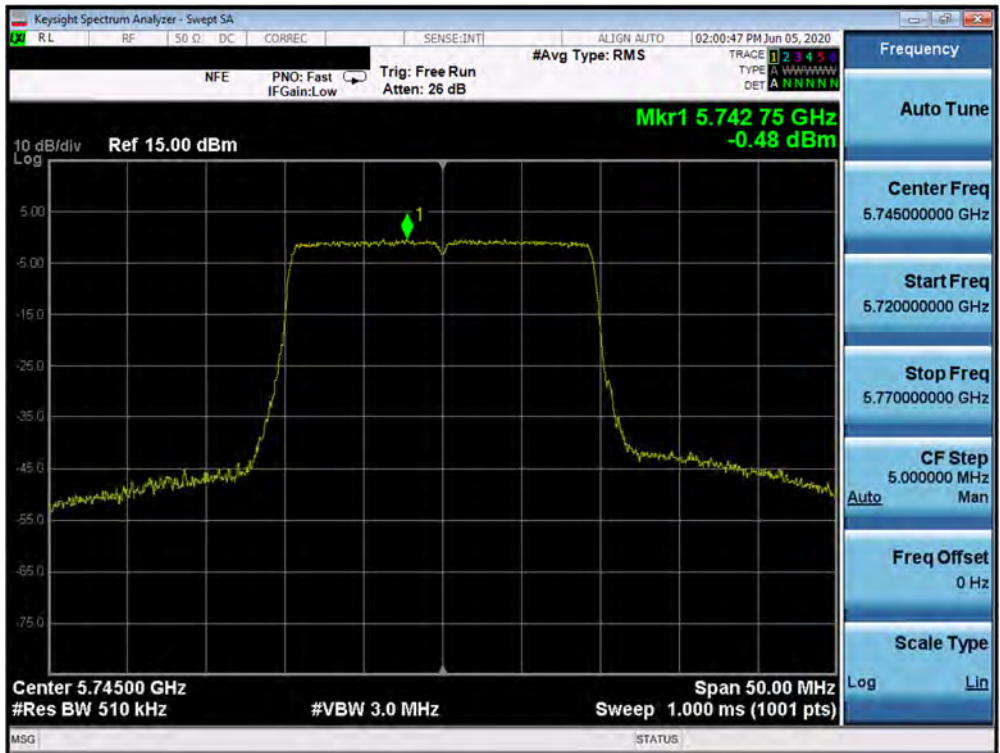 Keysight Spectrum Analyzer - Swept SA
LXI RL RF 50 Ω DC CORREC SENSE:INT ALIGN AUTO 02:00:47 PM Jun 05, 2020
#Avg Type: RMS TRACE 1 2 3 4 5 6
NFE PNO: Fast Trig: Free Run TYPE A WWWWW
IFGain:Low Atten: 26 dB DET A N N N N N
Mkr1 5.742 75 GHz
-0.48 dBm
10 dB/div Ref 15.00 dBm
Log
1
5.00
-5.00
-15.0
-25.0
-35.0
-45.0
-55.0
-65.0
-75.0
Center 5.74500 GHz Span 50.00 MHz
#Res BW 510 kHz #VBW 3.0 MHz Sweep 1.000 ms (1001 pts)
MSG STATUS
Frequency
Auto Tune
Center Freq
5.745000000 GHz
Start Freq
5.720000000 GHz
Stop Freq
5.770000000 GHz
CF Step
5.000000 MHz
Auto Man
Freq Offset
0 Hz
Scale Type
Log Lin